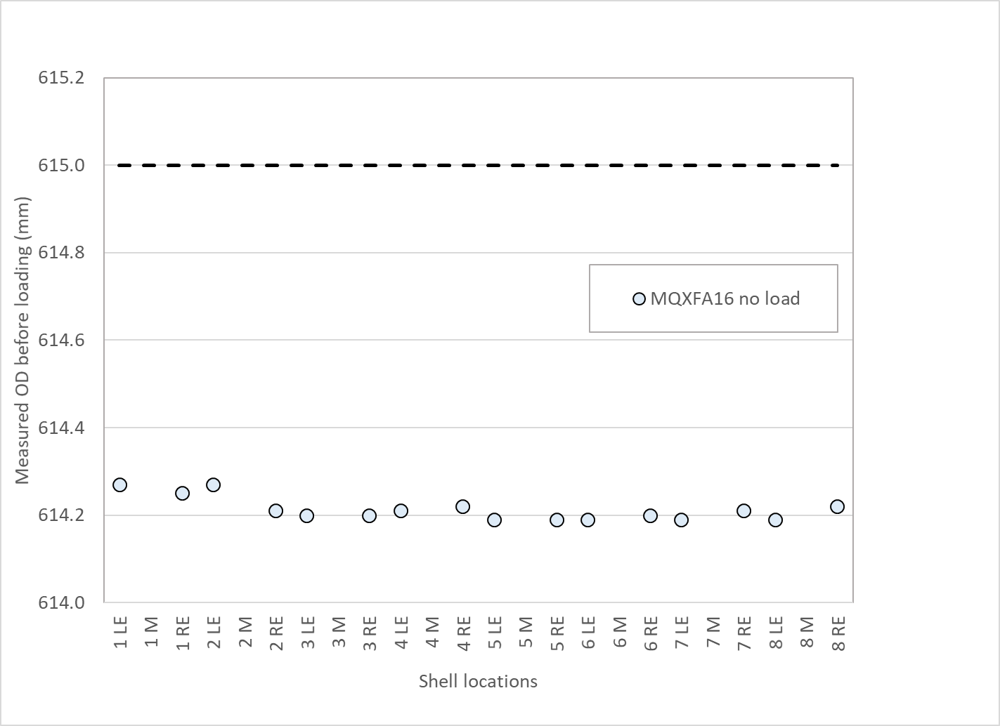 615.2
615.0
614.8
614.6
614.4
614.2
614.0
Measured OD before loading (mm)
MQXFA16 no load
1 LE
1 M
1 RE
2 LE
2 M
2 RE
3 LE
3 M
3 RE
4 LE
4 M
4 RE
5 LE
5 M
5 RE
6 LE
6 M
6 RE
7 LE
7 M
7 RE
8 LE
8 M
8 RE
Shell locations